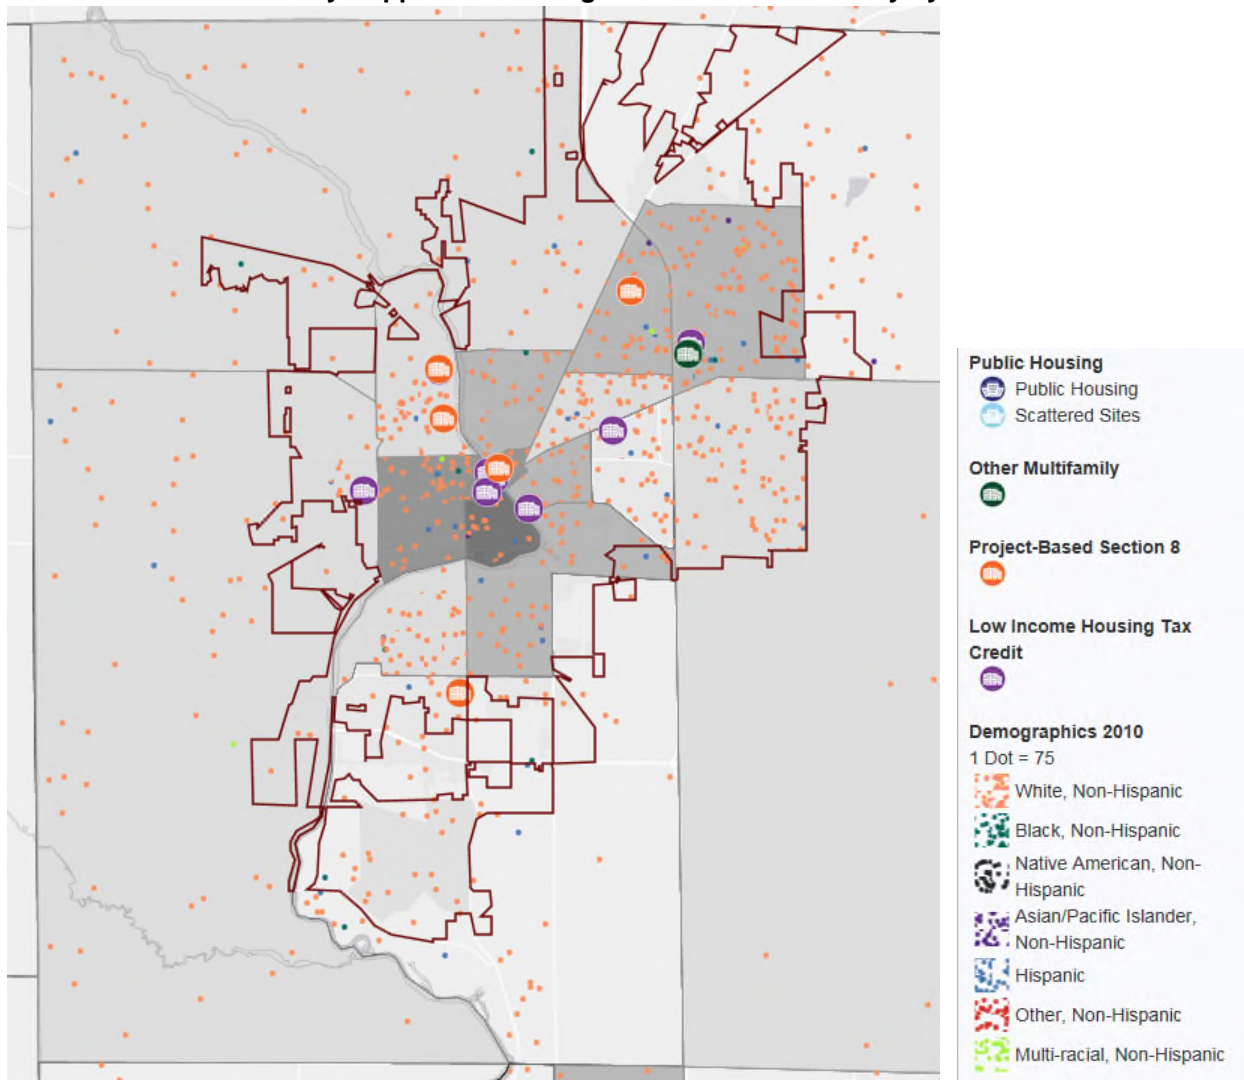 Public Housing
Public Housing
Scattered Sites
Other Multifamily
Project-Based Section 8
Low Income Housing Tax
Credit
Demographics 2010
1 Dot = 75
White, Non-Hispanic
Black, Non-Hispanic
Native American, Non-
Hispanic
Asian/Pacific Islander,
Non-Hispanic
Hispanic
Other, Non-Hispanic
Multi-racial, Non-Hispanic